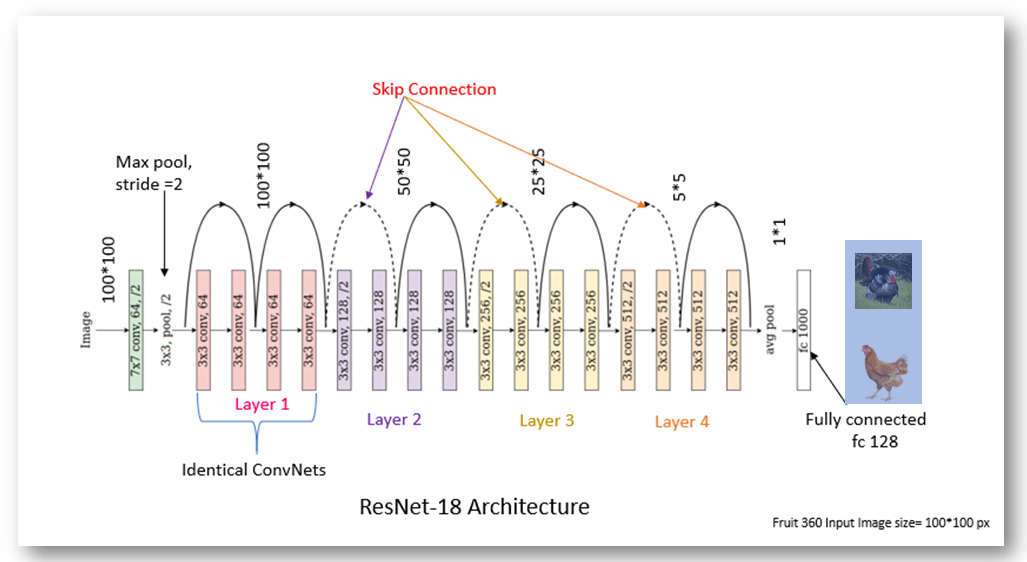 Skip Connection
Max pool,
stride =2
100*100
100*100
50*50
25*25
5*5
1*1
Image
7x7 conv, 64, /2
3x3, pool, /2
3x3 conv, 64
3x3 conv, 64
3x3 conv, 64
3x3 conv, 64
3x3 conv, 128, /2
3x3 conv, 128
3x3 conv, 128
3x3 conv, 128
3x3 conv, 256, /2
3x3 conv, 256
3x3 conv, 256
3x3 conv, 256
3x3 conv, 512, /2
3x3 conv, 512
3x3 conv, 512
3x3 conv, 512
avg pool
fc 1000
Layer 1
Layer 2
Layer 3
Layer 4
Fully connected
fc 128
Identical ConvNets
ResNet-18 Architecture
Fruit 360 Input Image size= 100*100 px